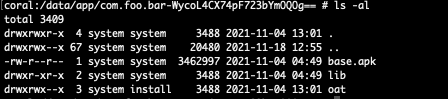 coral:/data/app/com.foo.bar-WycoL4CX74pF723bYmOQOg== # ls -al
total 3409
drwxrwxr-x 4 system system 3488 2021-11-04 13:01 .
drwxrwx--x 67 system system 20480 2021-11-18 12:55 ..
-rw-r--r-- 1 system system 3462997 2021-11-04 04:49 base.apk
drwxr-xr-x 2 system system 3488 2021-11-04 04:49 lib
drwxrwx--x 3 system install 3488 2021-11-04 13:01 oat